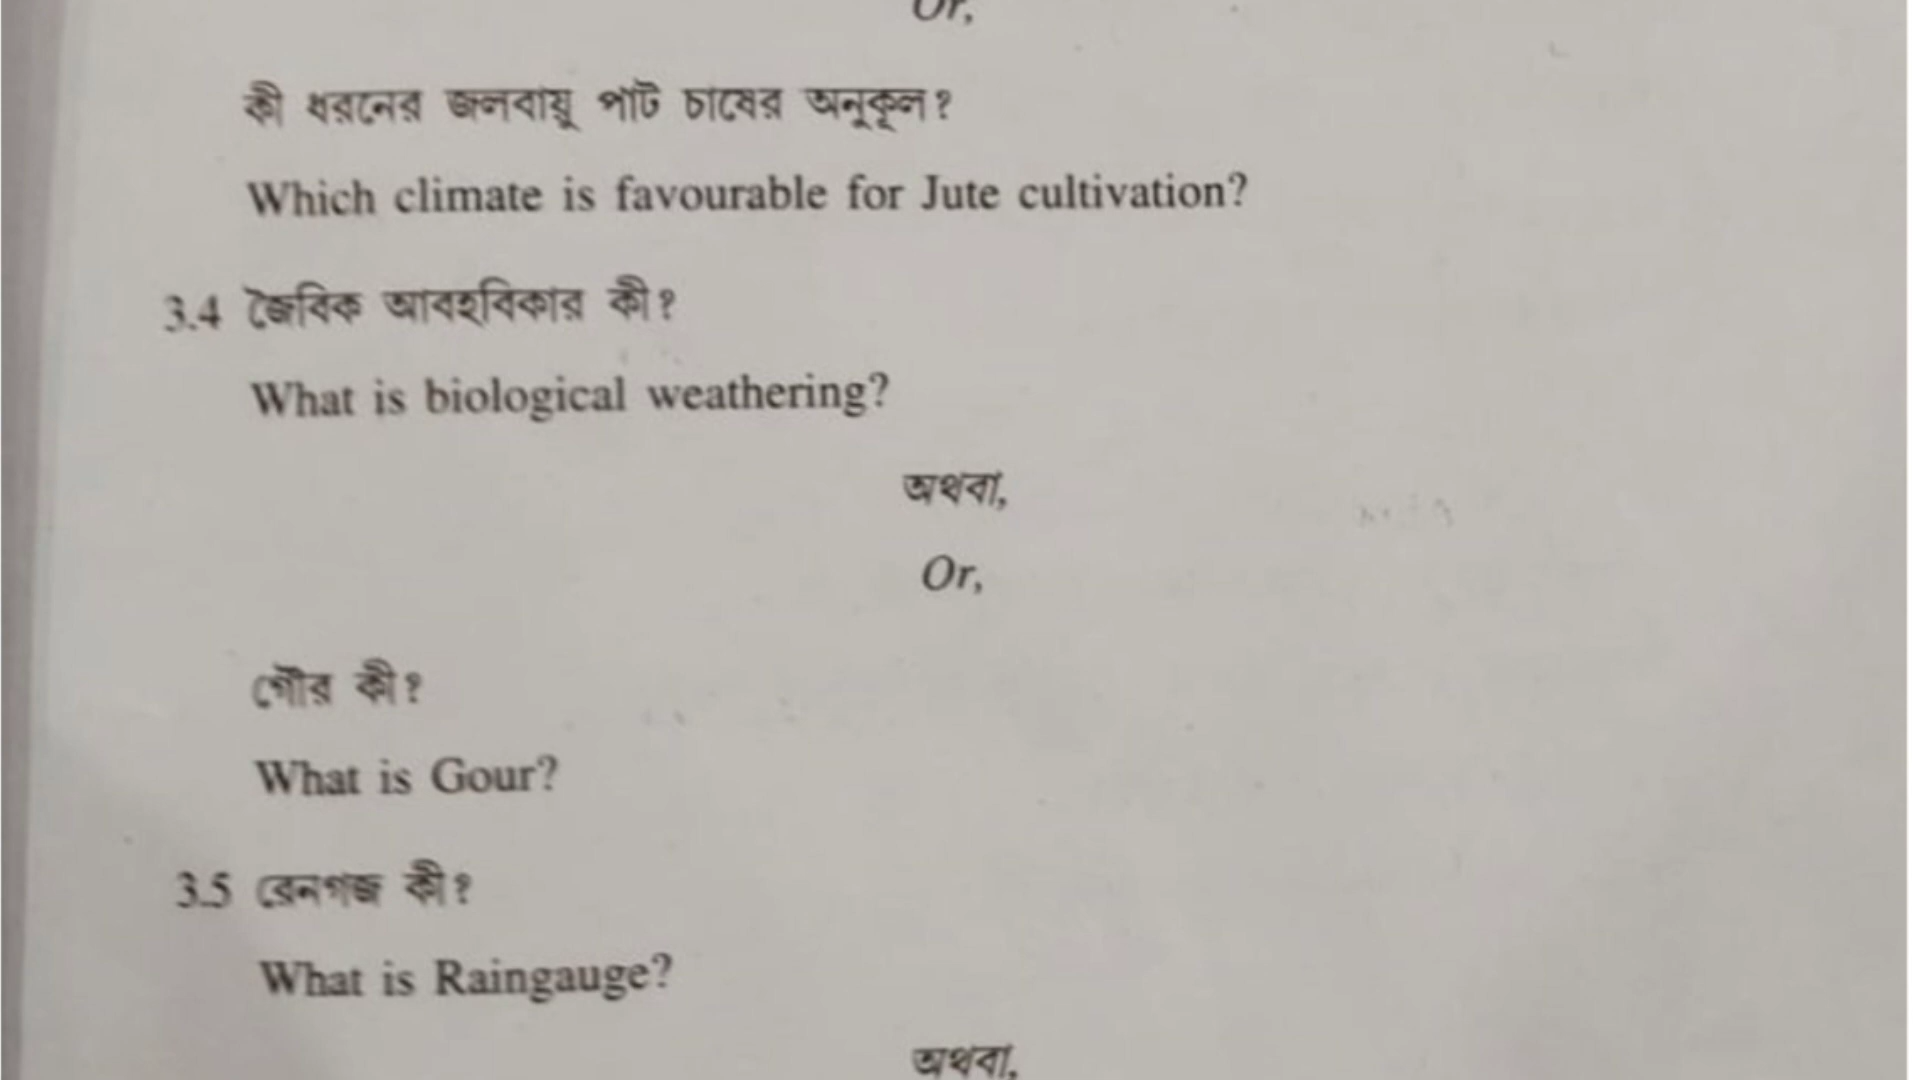 Or,
কী ধরনের জলবায়ু পাট চাষের অনুকূল?
Which climate is favourable for Jute cultivation?
3.4 জৈবিক আবহবিকার কী?
What is biological weathering?
অথবা,
Or,
গৌর কী?
What is Gour?
3.5 রেনগজ কী?
What is Raingauge?
অথবা,